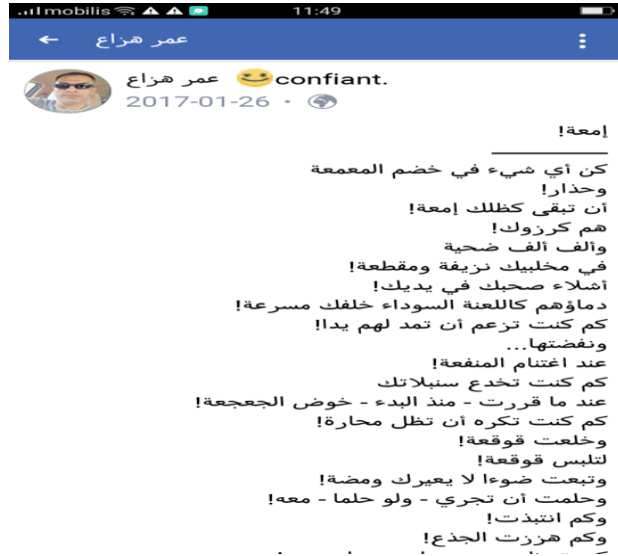 mobilis 11:49
عمر هزاع
عمر هزاع confiant.
2017-01-26
إمعة!
كن أي شيء في خضم المعمعة
وحذار!
أن تبقى كظلك إمعة!
هم كرزوك!
وألف ألف ضحية
في مخلبيك نزيفة ومقطعة!
أشلاء صحبك في يديك!
دماؤهم كاللعنة السوداء خلفك مسرعة!
كم كنت تزعم أن تمد لهم يدا!
ونفضتها...
عند اغتنام المنفعة!
كم كنت تخدع سنبلاتك
عند ما قررت - منذ البدء - خوض الجعجعة!
كم كنت تكره أن تظل محارة!
وخلعت قوقعة!
لتلبس قوقعة!
وتبعت ضوءا لا يعيرك ومضة!
وحلمت أن تجري - ولو حلما - معه!
وكم انتبذت!
وكم هززت الجذع!